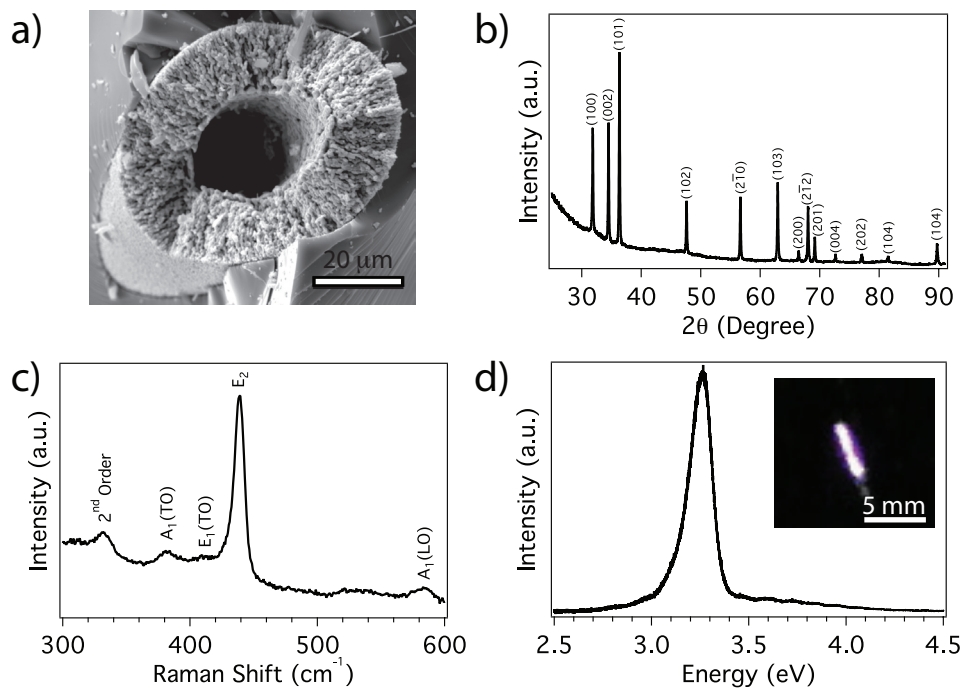 a)
20 μm
b)
Intensity (a.u.)
(100)
(002)
(101)
(102)
(2̅10)
(103)
(200)
(2̅12)
(201)
(004)
(202)
(104)
(104)
30 40 50 60 70 80 90
2θ (Degree)
c)
Intensity (a.u.)
2nd Order
A1(TO)
E1(TO)
E2
A1(LO)
300 400 500 600
Raman Shift (cm-1)
d)
Intensity (a.u.)
5 mm
2.5 3.0 3.5 4.0 4.5
Energy (eV)